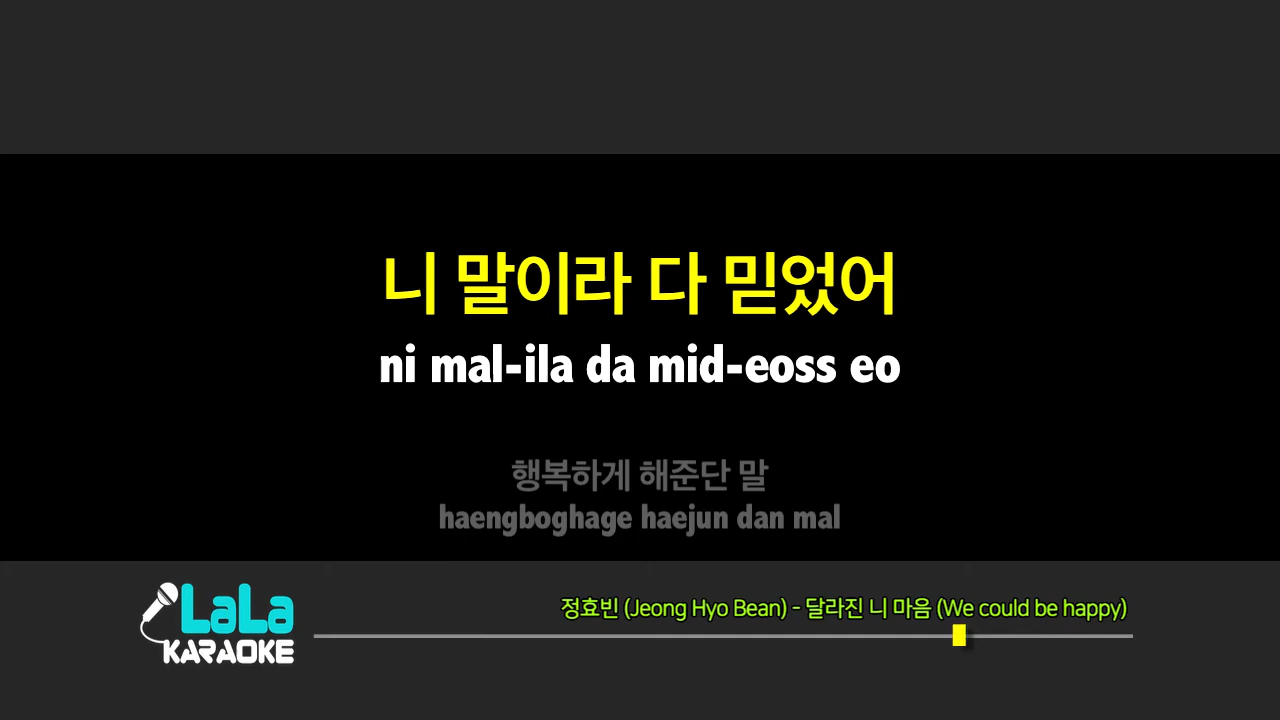 니 말이라 다 믿었어
ni mal-ila da mid-eoss eo
행복하게 해준단 말
haengboghage haejun dan mal
정효빈 (Jeong Hyo Bean) - 달라진 니 마음 (We could be happy)
LaLa
KARAOKE